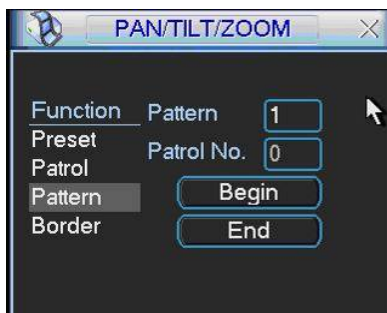 PAN/TILT/ZOOM
Function Pattern 1
Preset
Patrol No. 0
Patrol
Pattern Begin
Border End